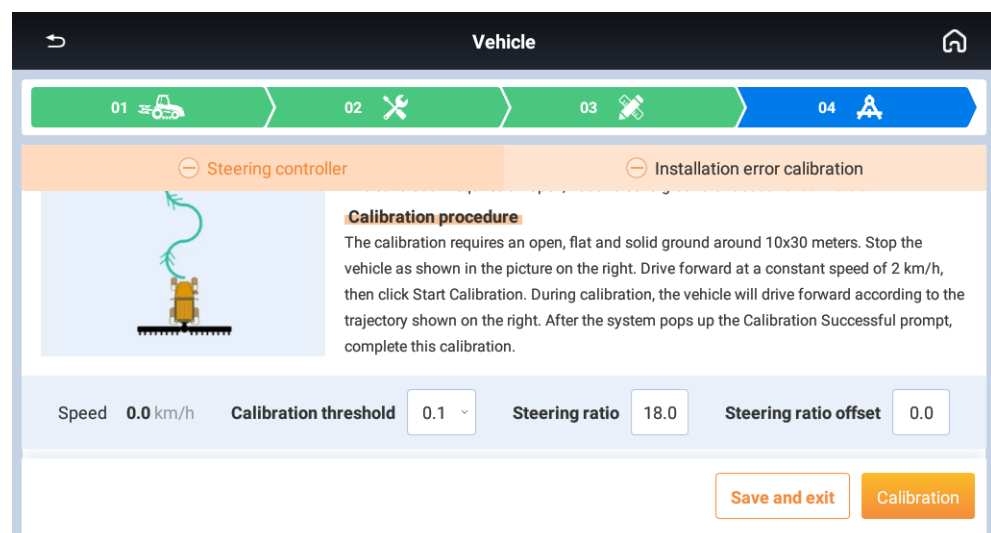 Vehicle
01
02
03
04
Steering controller
Installation error calibration
Calibration procedure
The calibration requires an open, flat and solid ground around 10x30 meters. Stop the
vehicle as shown in the picture on the right. Drive forward at a constant speed of 2 km/h,
then click Start Calibration. During calibration, the vehicle will drive forward according to the
trajectory shown on the right. After the system pops up the Calibration Successful prompt,
complete this calibration.
Speed 0.0 km/h Calibration threshold 0.1 Steering ratio 18.0 Steering ratio offset 0.0
Save and exit Calibration